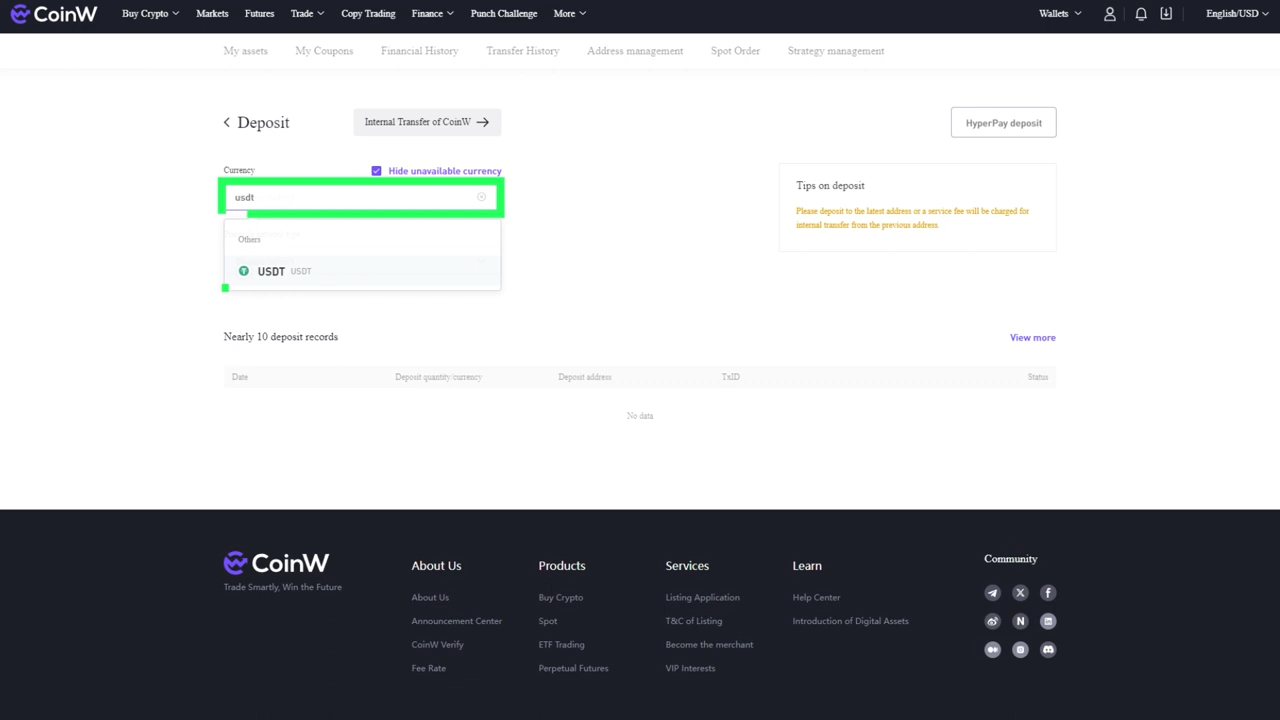 CoinW Buy Crypto Markets Futures Trade Copy Trading Finance Punch Challenge More Wallets English/USD
My assets My Coupons Financial History Transfer History Address management Spot Order Strategy management
Deposit Internal Transfer of CoinW HyperPay deposit
Currency Hide unavailable currency
usdt
Others
USDT USDT
Tips on deposit
Please deposit to the latest address or a service fee will be charged for
internal transfer from the previous address.
Nearly 10 deposit records View more
Date Deposit quantity/currency Deposit address TxID Status
No data
CoinW
Trade Smartly, Win the Future
About Us
About Us
Announcement Center
CoinW Verify
Fee Rate
Products
Buy Crypto
Spot
ETF Trading
Perpetual Futures
Services
Listing Application
T&C of Listing
Become the merchant
VIP Interests
Learn
Help Center
Introduction of Digital Assets
Community